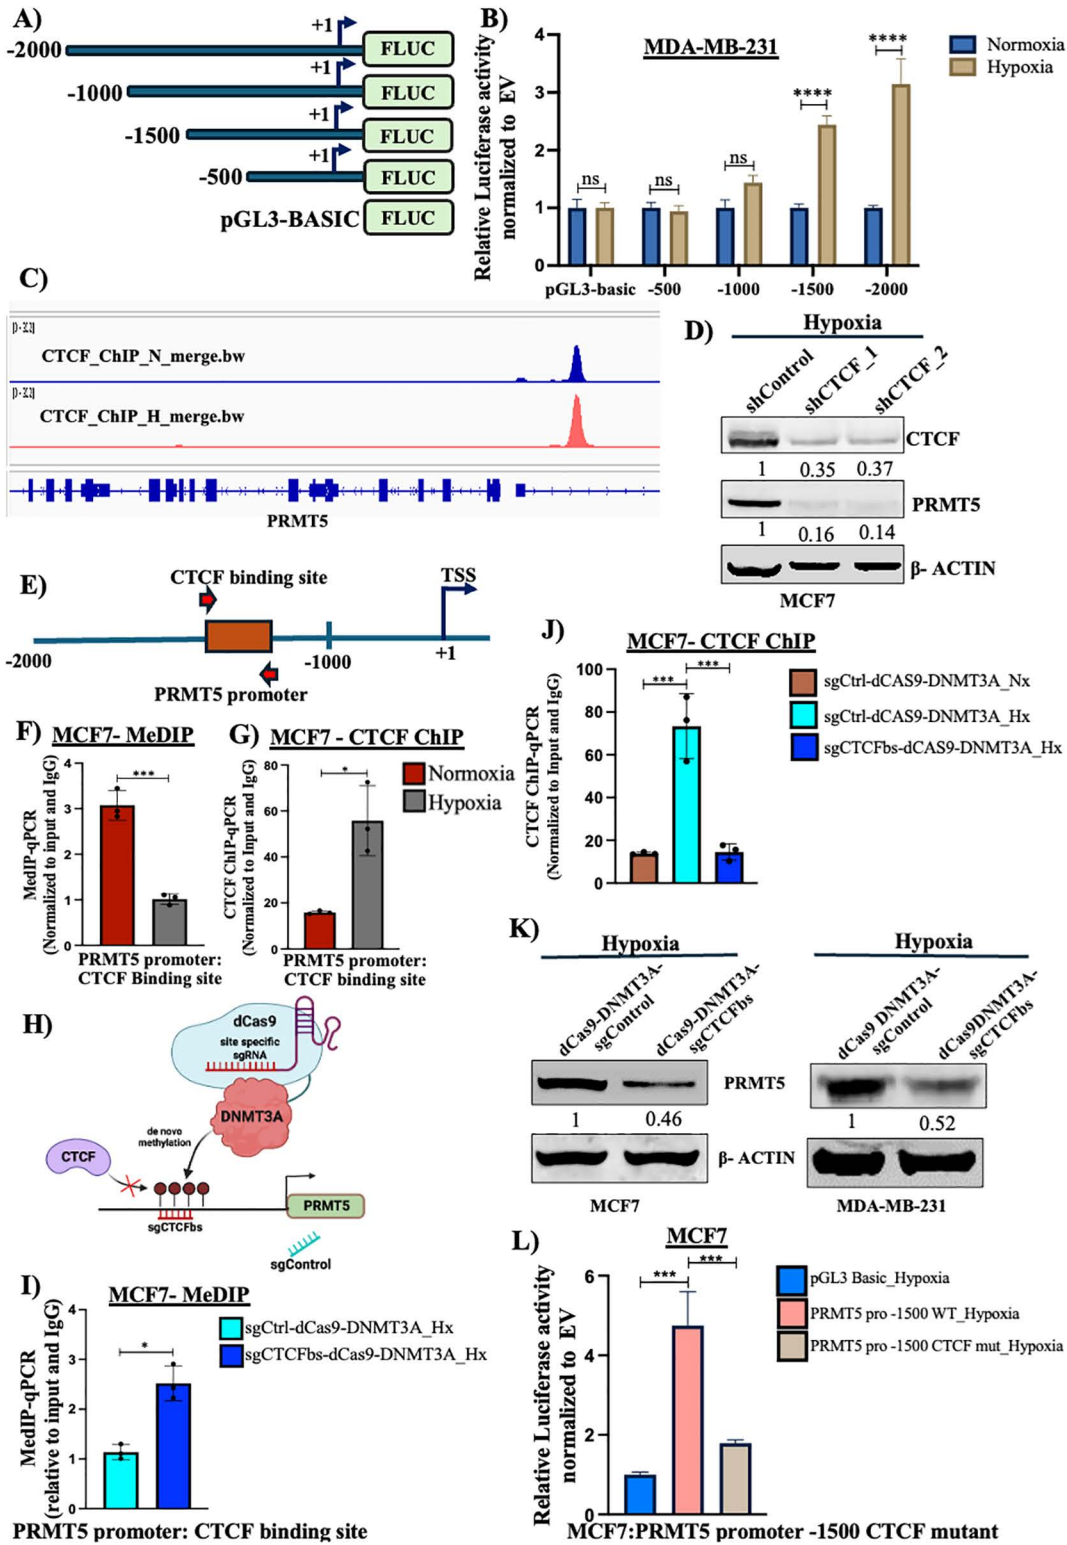 A)
-2000
+1
FLUC
-1000
+1
FLUC
-1500
+1
FLUC
-500
+1
FLUC
pGL3-BASIC
FLUC
B)
MDA-MB-231
Relative Luciferase activity
normalized to EV
4
3
2
1
0
ns
ns
ns
****
****
pGL3-basic
-500
-1000
-1500
-2000
Normoxia
Hypoxia
C)
CTCF_ChIP_N_merge.bw
CTCF_ChIP_H_merge.bw
PRMT5
D)
Hypoxia
shControl
shCTCF_1
shCTCF_2
CTCF
1
0.35
0.37
PRMT5
1
0.16
0.14
β- ACTIN
MCF7
E)
CTCF binding site
TSS
-2000
-1000
+1
PRMT5 promoter
F)
MCF7- MeDIP
MedIP-qPCR
(Normalized to input and IgG)
4
3
2
1
0
***
PRMT5 promoter:
CTCF Binding site
G)
MCF7 - CTCF ChIP
CTCF ChIP-qPCR
(Normalized to Input and IgG)
80
60
40
20
0
*
PRMT5 promoter:
CTCF binding site
Normoxia
Hypoxia
H)
dCas9
site specific
sgRNA
DNMT3A
de novo
methylation
CTCF
sgCTCFbs
PRMT5
sgControl
I)
MCF7- MeDIP
MedIP-qPCR
(relative to input and IgG)
4
3
2
1
0
*
sgCtrl-dCas9-DNMT3A_Hx
sgCTCFbs-dCas9-DNMT3A_Hx
PRMT5 promoter: CTCF binding site
J)
MCF7- CTCF ChIP
CTCF ChIP-qPCR
(Normalized to Input and IgG)
100
80
60
40
20
0
***
***
sgCtrl-dCAS9-DNMT3A_Nx
sgCtrl-dCAS9-DNMT3A_Hx
sgCTCFbs-dCAS9-DNMT3A_Hx
K)
Hypoxia
dCas9-DNMT3A-
sgControl
dCas9-DNMT3A-
sgCTCFbs
PRMT5
1
0.46
β- ACTIN
MCF7
Hypoxia
dCas9 DNMT3A-
sgControl
dCas9DNMT3A-
sgCTCFbs
1
0.52
MDA-MB-231
L)
MCF7
Relative Luciferase activity
normalized to EV
6
4
2
0
***
***
pGL3 Basic_Hypoxia
PRMT5 pro -1500 WT_Hypoxia
PRMT5 pro -1500 CTCF mut_Hypoxia
MCF7:PRMT5 promoter -1500 CTCF mutant